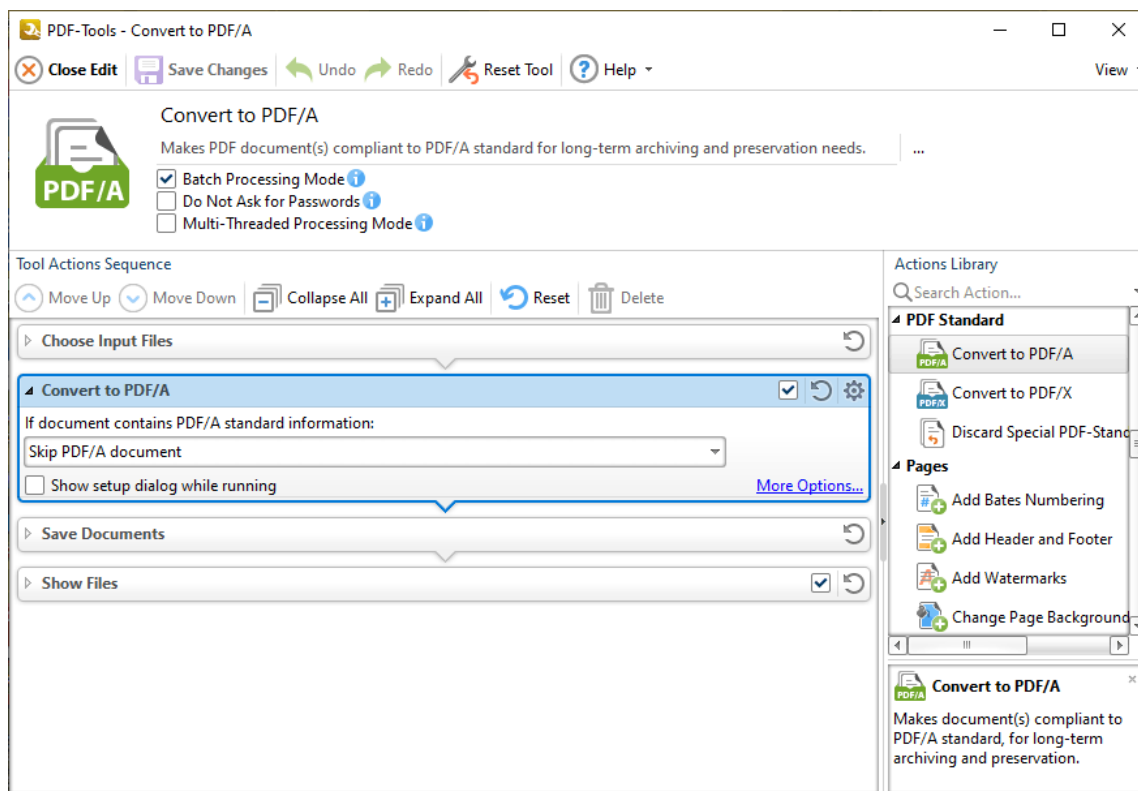 PDF-Tools - Convert to PDF/A
Close Edit Save Changes Undo Redo Reset Tool ? Help View
Convert to PDF/A
Makes PDF document(s) compliant to PDF/A standard for long-term archiving and preservation needs. ...
PDF/A
Batch Processing Mode i
Do Not Ask for Passwords i
Multi-Threaded Processing Mode i
Tool Actions Sequence
Move Up Move Down Collapse All Expand All Reset Delete
Choose Input Files
Convert to PDF/A
If document contains PDF/A standard information:
Skip PDF/A document
Show setup dialog while running More Options...
Save Documents
Show Files
Actions Library
Search Action...
PDF Standard
PDF/A Convert to PDF/A
PDF/X Convert to PDF/X
Discard Special PDF-Stand
Pages
# Add Bates Numbering
Add Header and Footer
Add Watermarks
Change Page Background
PDF/A Convert to PDF/A
Makes document(s) compliant to
PDF/A standard, for long-term
archiving and preservation.